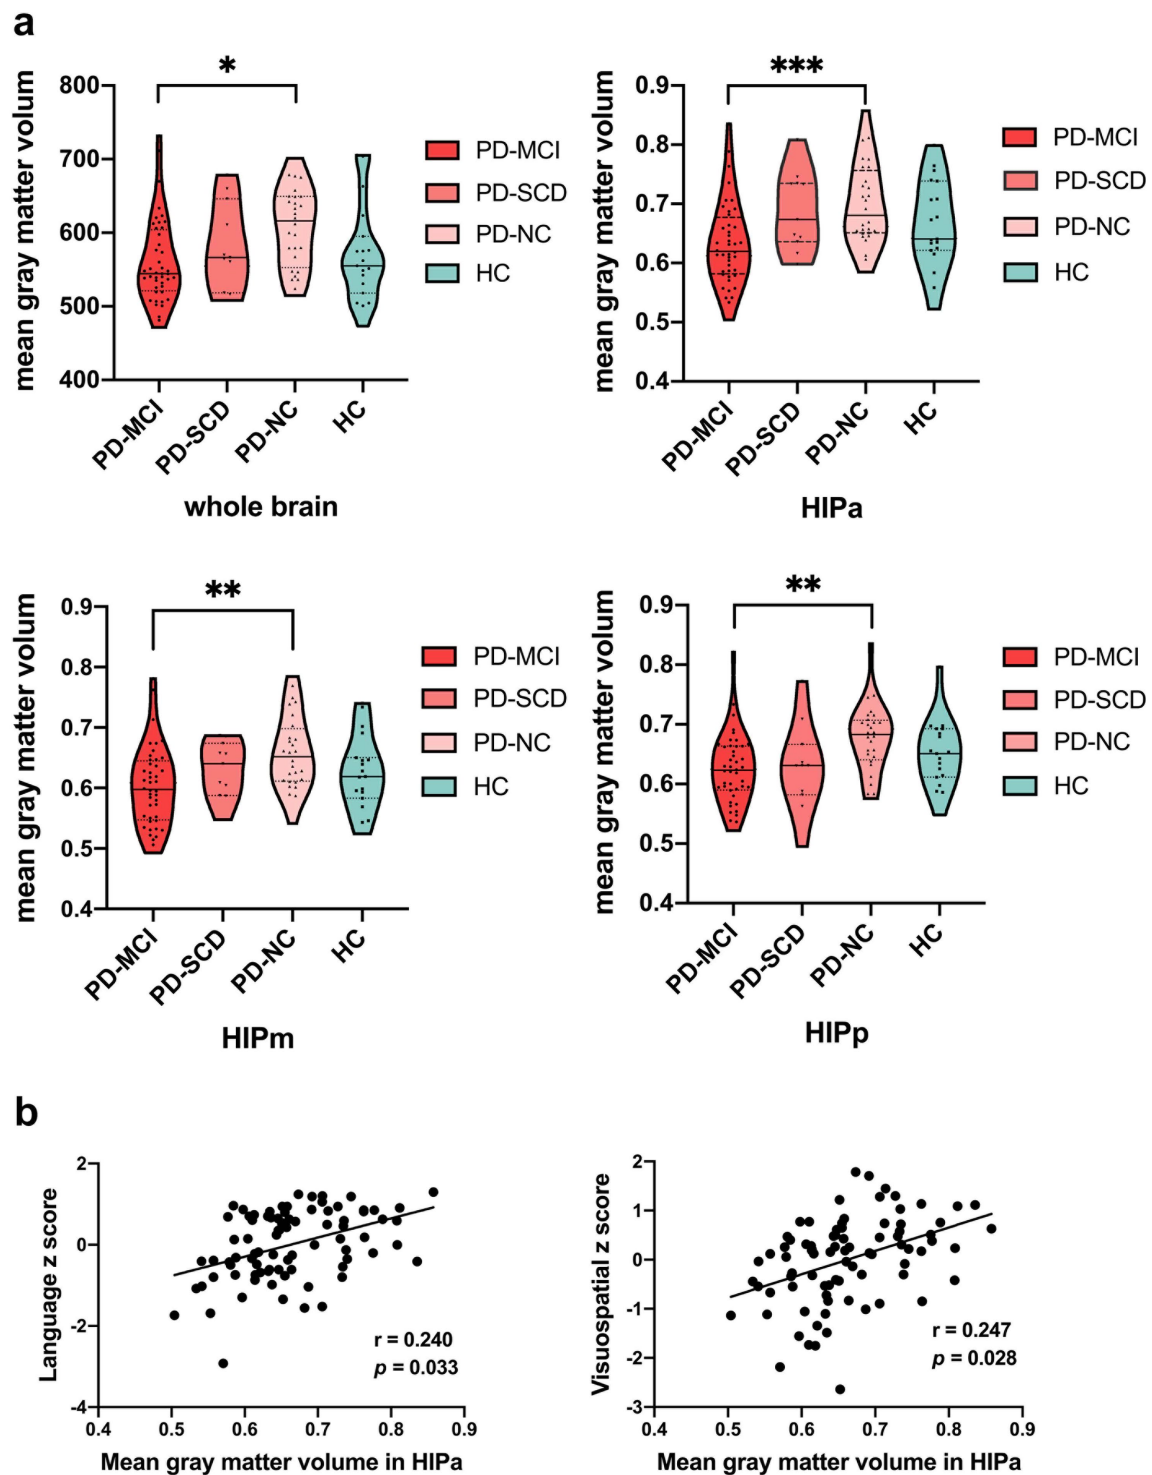 a
*
800
700
600
500
400
mean gray matter volum
PD-MCI
PD-SCD
PD-NC
HC
PD-MCI
PD-SCD
PD-NC
HC
whole brain
***
0.9
0.8
0.7
0.6
0.5
0.4
mean gray matter volum
PD-MCI
PD-SCD
PD-NC
HC
PD-MCI
PD-SCD
PD-NC
HC
HIPa
**
0.9
0.8
0.7
0.6
0.5
0.4
mean gray matter volum
PD-MCI
PD-SCD
PD-NC
HC
PD-MCI
PD-SCD
PD-NC
HC
HIPm
**
0.9
0.8
0.7
0.6
0.5
0.4
mean gray matter volum
PD-MCI
PD-SCD
PD-NC
HC
PD-MCI
PD-SCD
PD-NC
HC
HIPp
b
2
0
-2
-4
Language z score
r = 0.240
p = 0.033
0.4 0.5 0.6 0.7 0.8 0.9
Mean gray matter volume in HIPa
2
1
0
-1
-2
-3
Visuospatial z score
r = 0.247
p = 0.028
0.4 0.5 0.6 0.7 0.8 0.9
Mean gray matter volume in HIPa